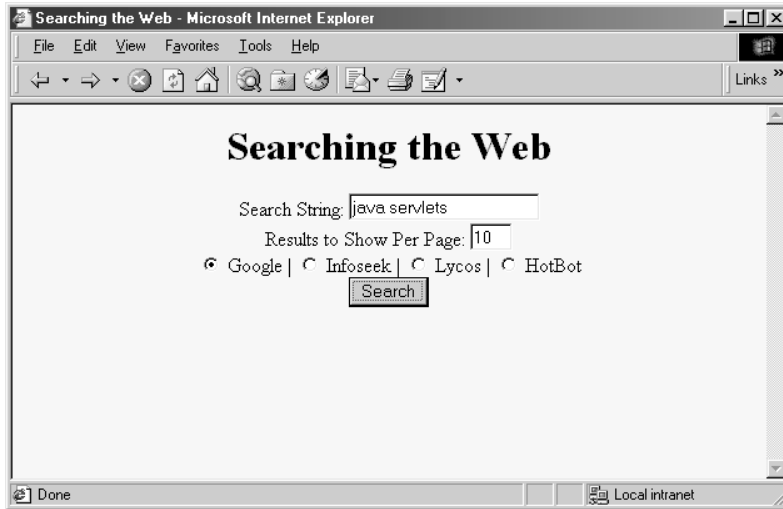 Searching the Web - Microsoft Internet Explorer
File Edit View Favorites Tools Help
Links »
Searching the Web
Search String: java servlets
Results to Show Per Page: 10
Google | Infoseek | Lycos | HotBot
Search
Done Local intranet